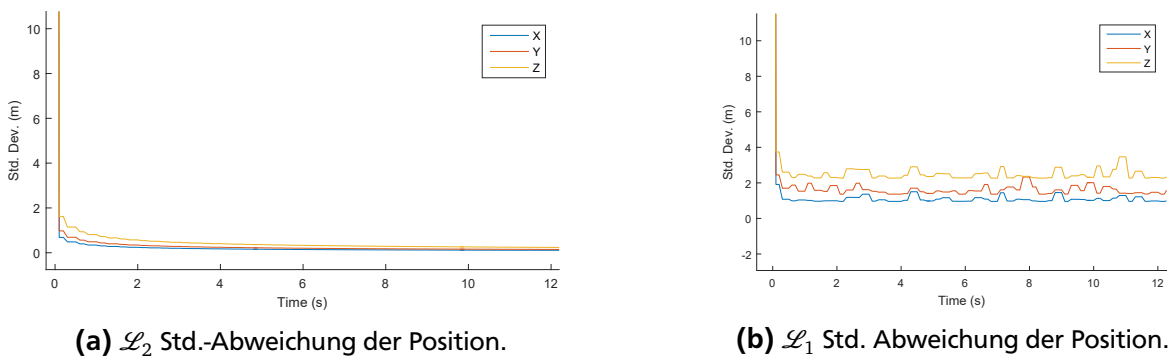 10
8
6
4
2
0
Std. Dev. (m)
0 2 4 6 8 10 12
Time (s)
X
Y
Z
(a) ℒ2 Std.-Abweichung der Position.
10
8
6
4
2
0
-2
Std. Dev. (m)
0 2 4 6 8 10 12
Time (s)
X
Y
Z
(b) ℒ1 Std. Abweichung der Position.